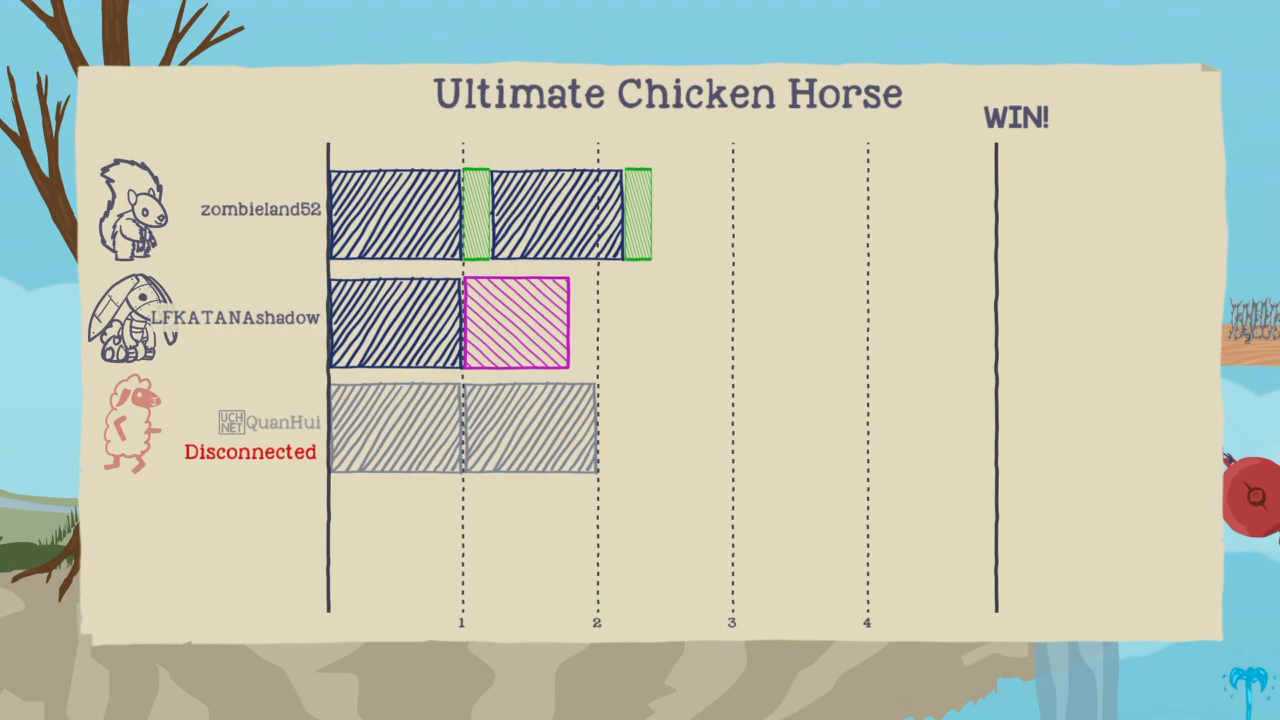 Ultimate Chicken Horse
WIN!
zombieland52
LFKATANAshadow
UCH NET QuanHui
Disconnected
1 2 3 4